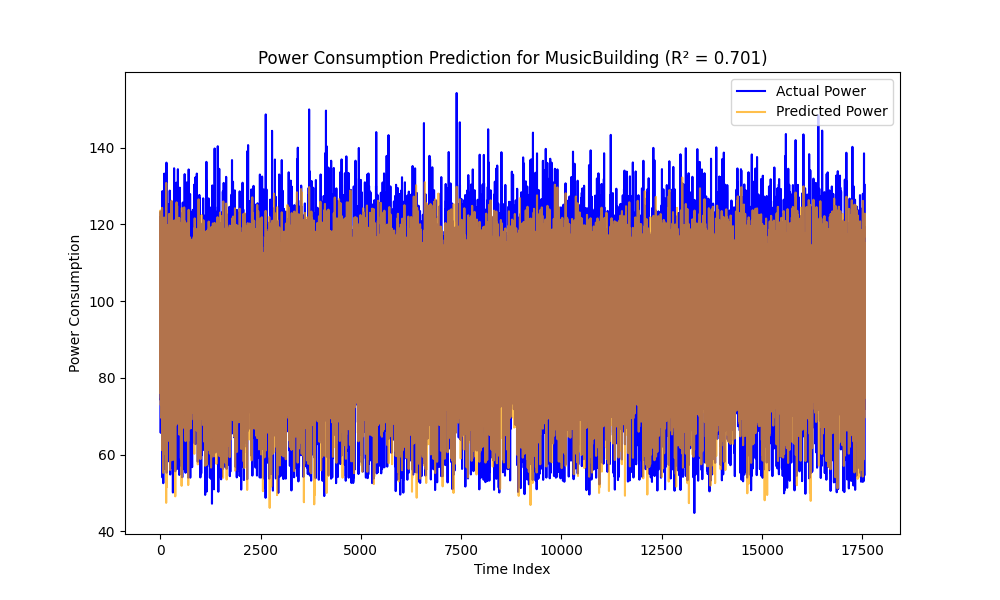 Power Consumption Prediction for MusicBuilding (R² = 0.701)
Actual Power
Predicted Power
140
120
100
80
60
40
Power Consumption
0
2500
5000
7500
10000
12500
15000
17500
Time Index